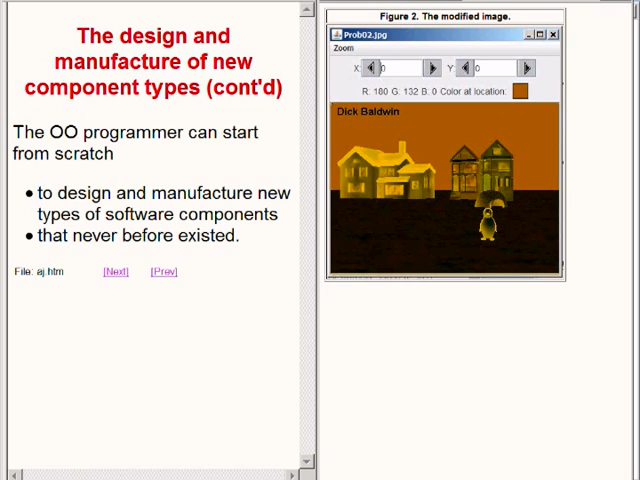 The design and
manufacture of new
component types (cont'd)
The OO programmer can start
from scratch
• to design and manufacture new
types of software components
• that never before existed.
File: aj.htm [Next] [Prev]
Figure 2. The modified image.
Prob02.jpg
Zoom
X: 0 Y: 0
R: 180 G: 132 B: 0 Color at location:
Dick Baldwin